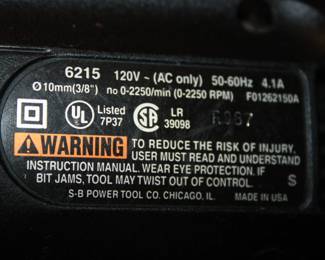 6215 120V ~ (AC only) 50-60Hz 4.1A
Ø10mm(3/8") no 0-2250/min (0-2250 RPM) F01262150A
UL Listed 7P37 SA LR 39098 R 967
WARNING TO REDUCE THE RISK OF INJURY, USER MUST READ AND UNDERSTAND
INSTRUCTION MANUAL. WEAR EYE PROTECTION. IF
BIT JAMS, TOOL MAY TWIST OUT OF CONTROL. S
S-B POWER TOOL CO. CHICAGO, IL. MADE IN USA